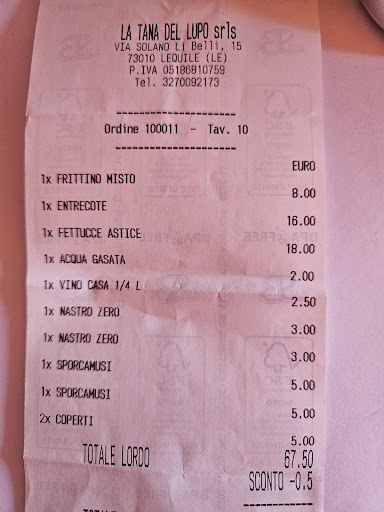 LA TANA DEL LUPO srls
VIA SOLANO Li Belli, 15
73010 LEQUILE (LE)
P.IVA 05186810759
Tel. 3270092173
--------------------
Ordine 100011 - Tav. 10
--------------------
EURO
1x FRITTINO MISTO 8.00
1x ENTRECOTE 16.00
1x FETTUCCE ASTICE 18.00
1x ACQUA GASATA 2.00
1x VINO CASA 1/4 L 2.50
1x NASTRO ZERO 3.00
1x NASTRO ZERO 3.00
1x SPORCAMUSI 5.00
1x SPORCAMUSI 5.00
2x COPERTI 5.00
TOTALE LORDO 67.50
SCONTO -0.5